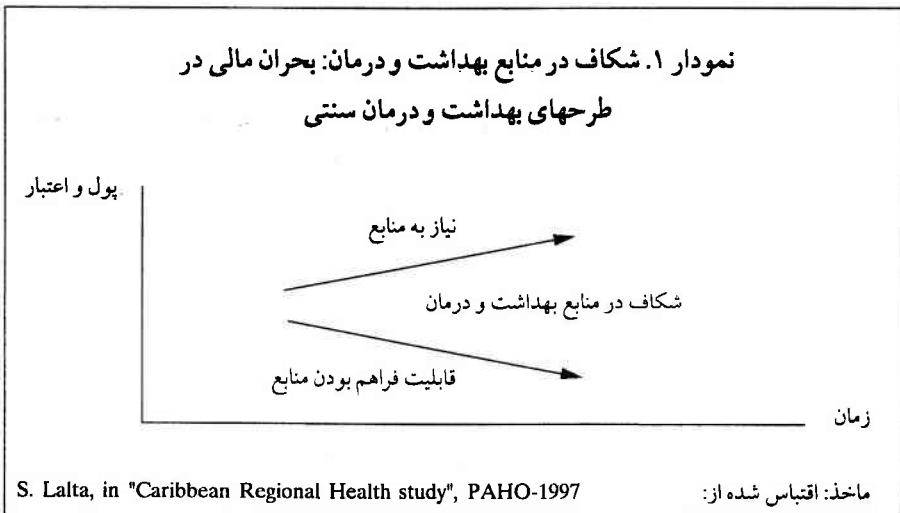 نمودار ۱. شکاف در منابع بهداشت و درمان: بحران مالی در
طرحهای بهداشت و درمان سنتی
پول و اعتبار
نیاز به منابع
شکاف در منابع بهداشت و درمان
قابلیت فراهم بودن منابع
زمان
ماخذ: اقتباس شده از: S. Lalta, in "Caribbean Regional Health study", PAHO-1997